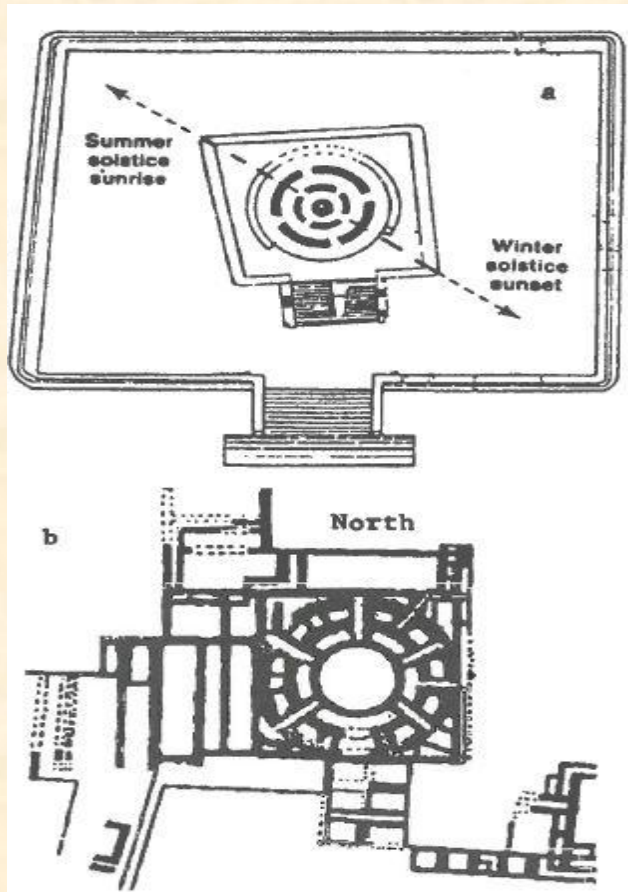 a
Summer
solstice
sunrise
Winter
solstice
sunset
b
North